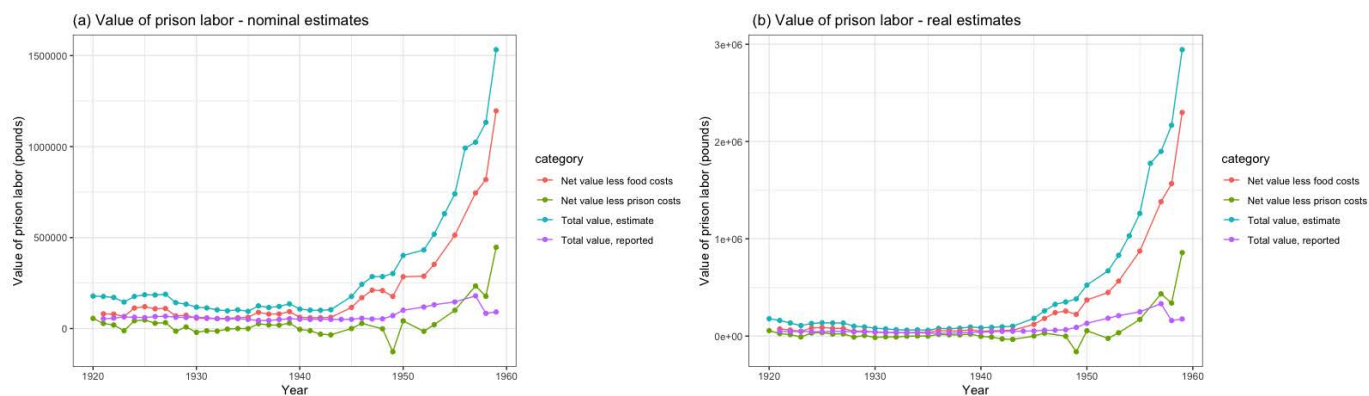 (a) Value of prison labor - nominal estimates
Value of prison labor (pounds)
1500000
1000000
500000
0
1920
1930
1940
1950
1960
Year
category
Net value less food costs
Net value less prison costs
Total value, estimate
Total value, reported
(b) Value of prison labor - real estimates
Value of prison labor (pounds)
3e+06
2e+06
1e+06
0e+00
1920
1930
1940
1950
1960
Year
category
Net value less food costs
Net value less prison costs
Total value, estimate
Total value, reported